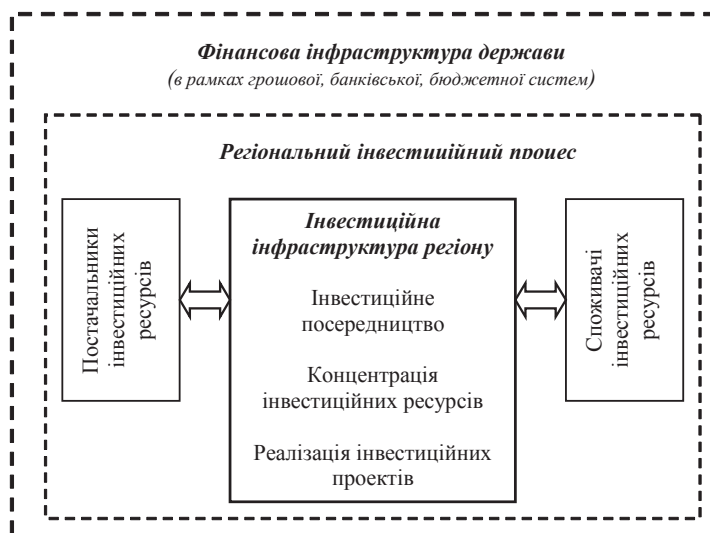 Фінансова інфраструктура держави
(в рамках грошової, банківської, бюджетної систем)
Регіональний інвестиційний процес
Постачальники
інвестиційних
ресурсів
Інвестиційна
інфраструктура регіону
Інвестиційне
посередництво
Концентрація
інвестиційних ресурсів
Реалізація інвестиційних
проектів
Споживачі
інвестиційних
ресурсів